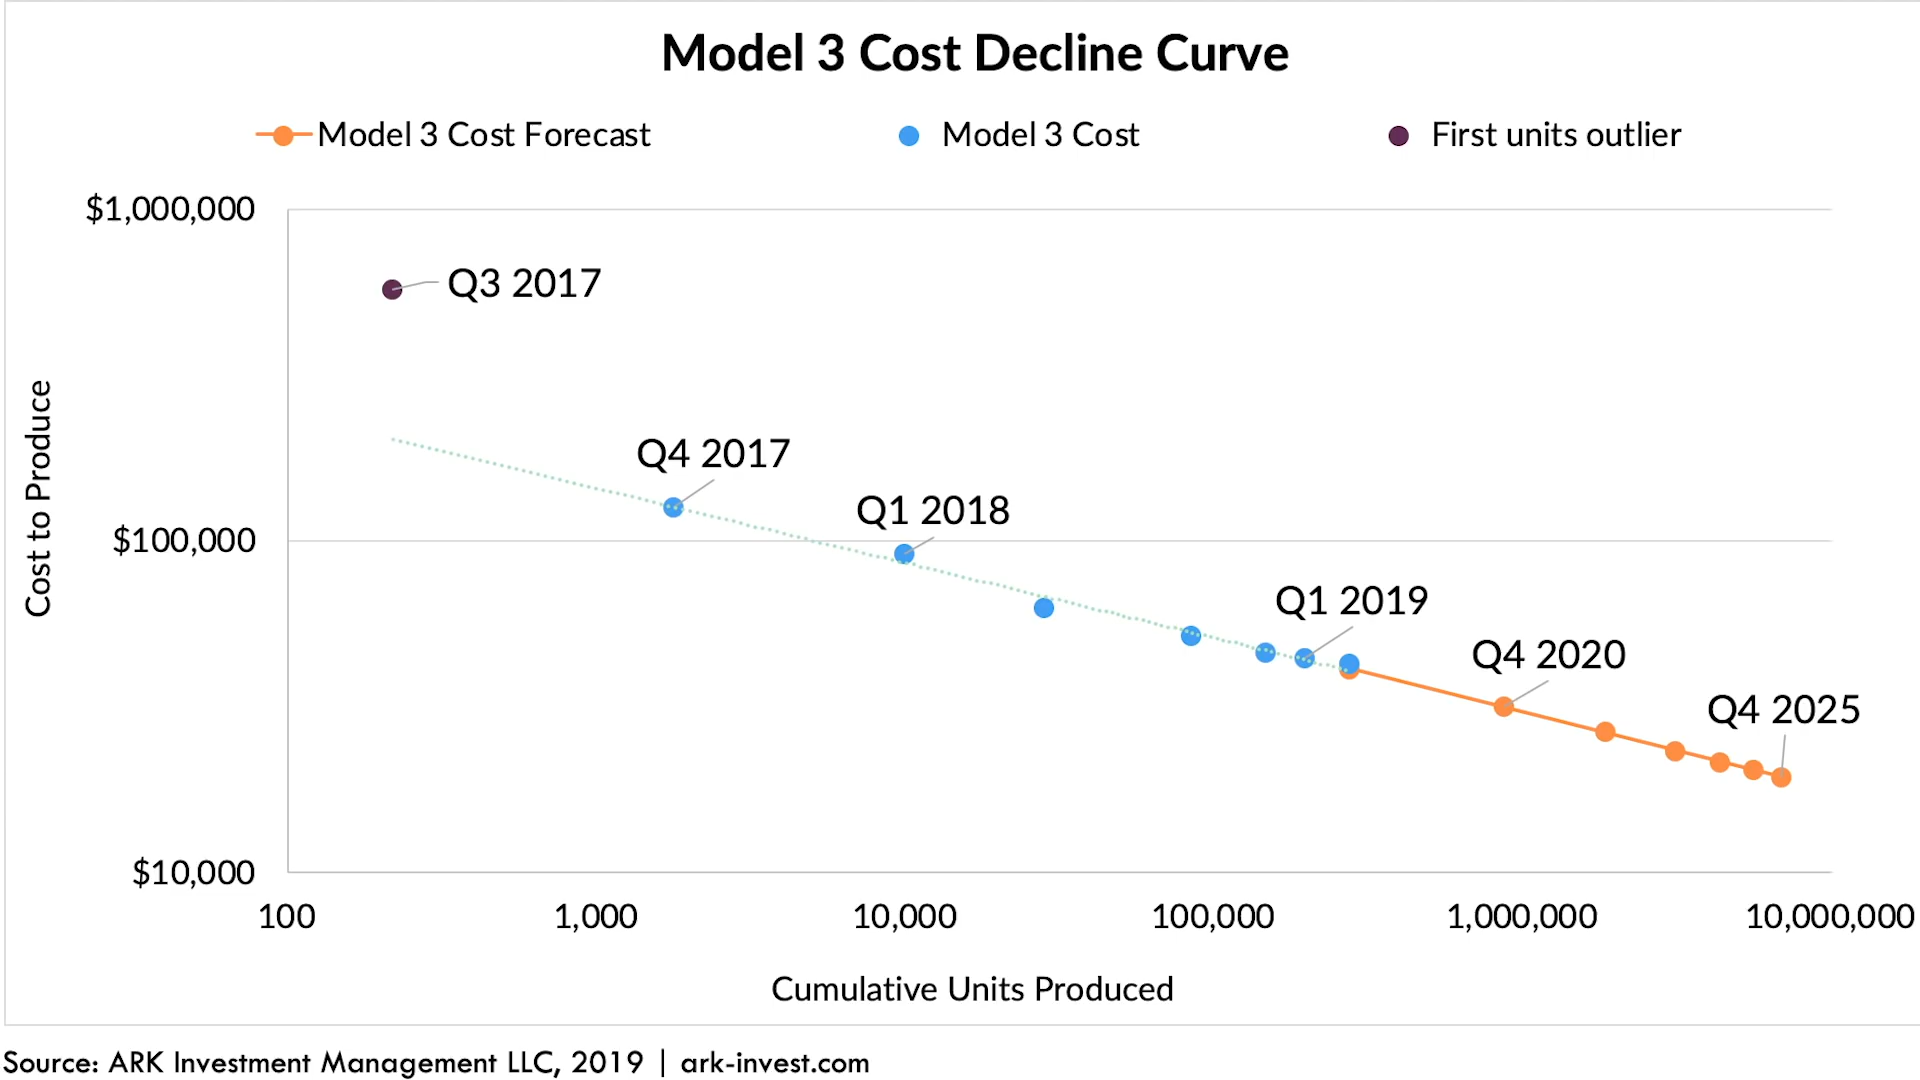 Model 3 Cost Decline Curve
Model 3 Cost Forecast
Model 3 Cost
First units outlier
$1,000,000
Q3 2017
Cost to Produce
Q4 2017
Q1 2018
$100,000
Q1 2019
Q4 2020
Q4 2025
$10,000
100
1,000
10,000
100,000
1,000,000
10,000,000
Cumulative Units Produced
Source: ARK Investment Management LLC, 2019 | ark-invest.com